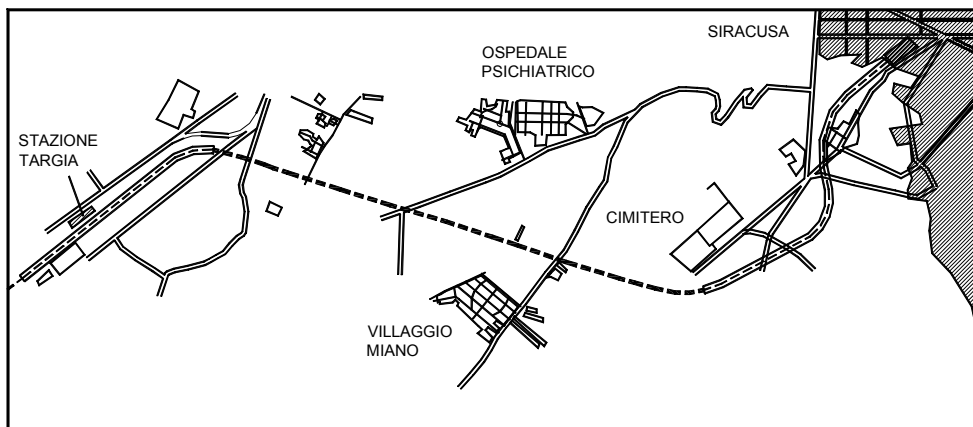 SIRACUSA
OSPEDALE
PSICHIATRICO
STAZIONE
TARGIA
CIMITERO
VILLAGGIO
MIANO